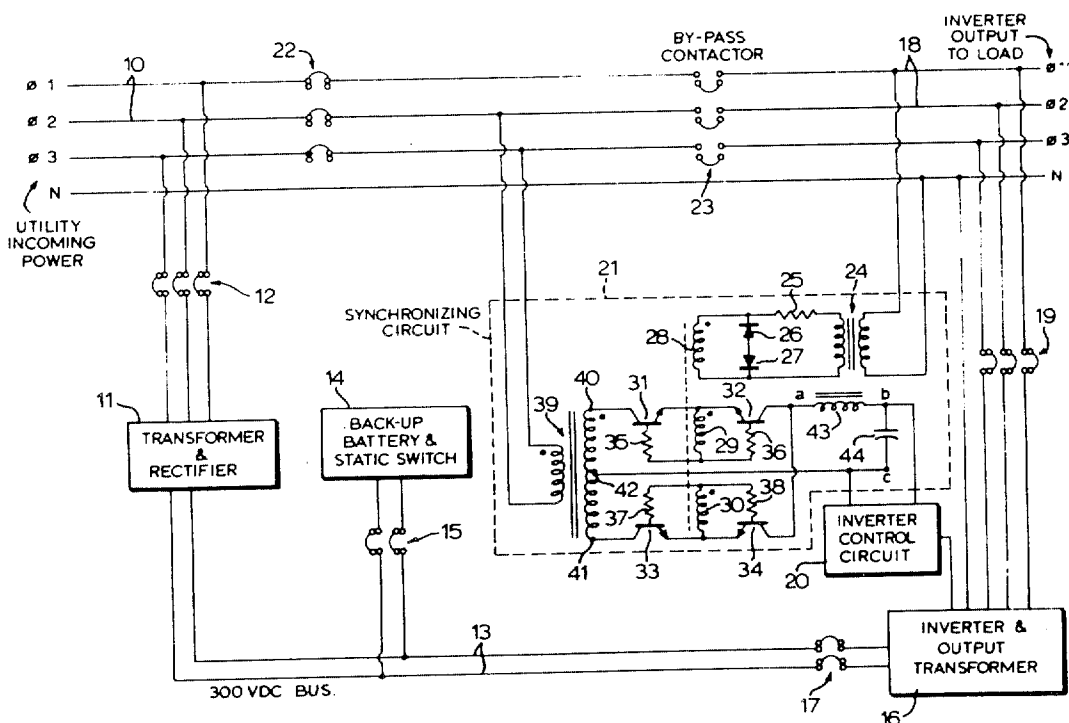 INVERTER
OUTPUT
TO LOAD
BY-PASS
CONTACTOR
22
10
18
ø 1
ø 2
ø 3
N
ø 1
ø 2
ø 3
N
23
UTILITY
INCOMING
POWER
12
21
SYNCHRONIZING
CIRCUIT
25
24
26
27
28
19
11
TRANSFORMER
&
RECTIFIER
14
BACK-UP
BATTERY &
STATIC SWITCH
15
39
40
31
32
a
b
43
44
c
35
29
36
42
37
30
38
41
33
34
INVERTER
CONTROL
CIRCUIT
20
13
300 VDC BUS.
17
INVERTER &
OUTPUT
TRANSFORMER
16